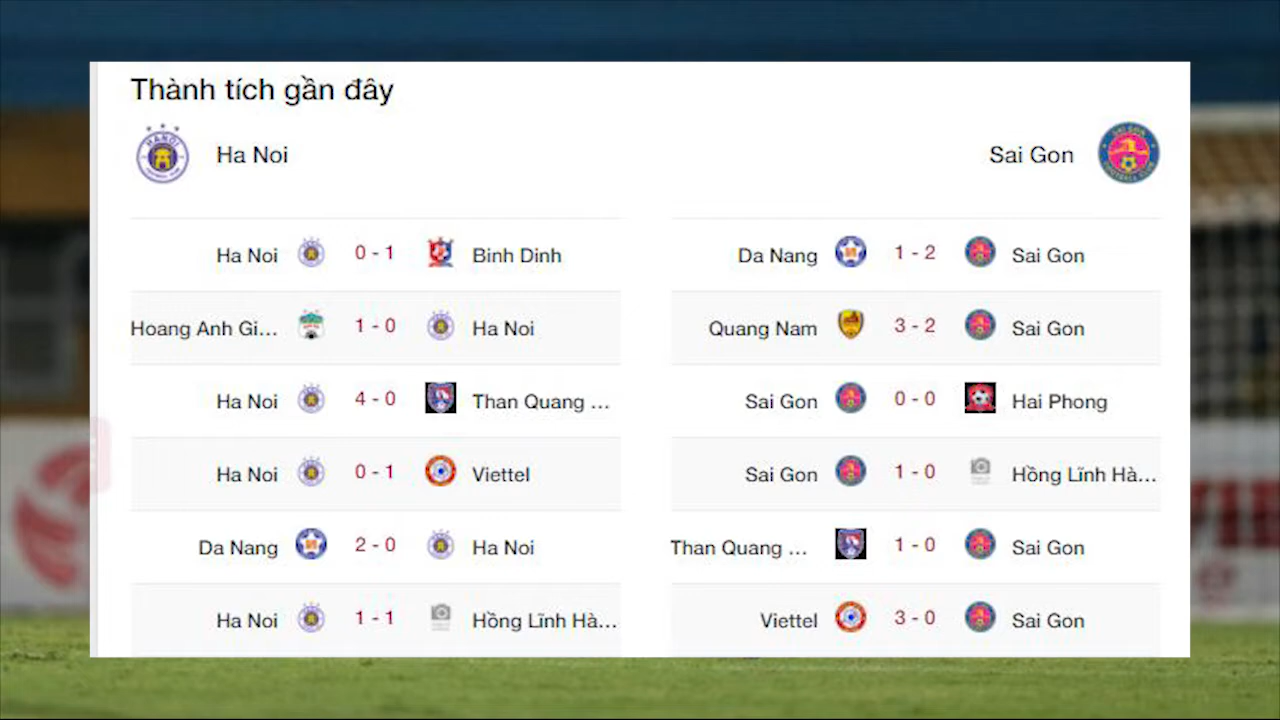 Thành tích gần đây
Ha Noi
Sai Gon
Ha Noi 0 - 1 Binh Dinh
Hoang Anh Gi... 1 - 0 Ha Noi
Ha Noi 4 - 0 Than Quang ...
Ha Noi 0 - 1 Viettel
Da Nang 2 - 0 Ha Noi
Ha Noi 1 - 1 Hồng Lĩnh Hà...
Da Nang 1 - 2 Sai Gon
Quang Nam 3 - 2 Sai Gon
Sai Gon 0 - 0 Hai Phong
Sai Gon 1 - 0 Hồng Lĩnh Hà...
Than Quang ... 1 - 0 Sai Gon
Viettel 3 - 0 Sai Gon